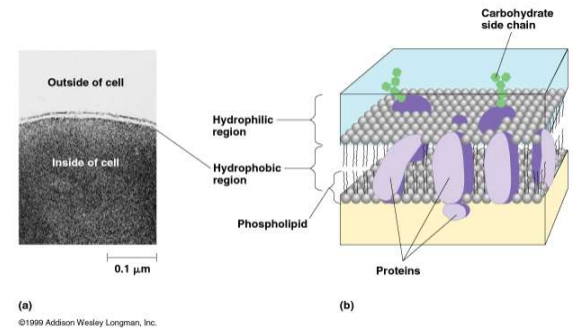 Carbohydrate
side chain
Outside of cell
Hydrophilic
region
Inside of cell
Hydrophobic
region
Phospholipid
0.1 µm
Proteins
(a)
(b)
©1999 Addison Wesley Longman, Inc.